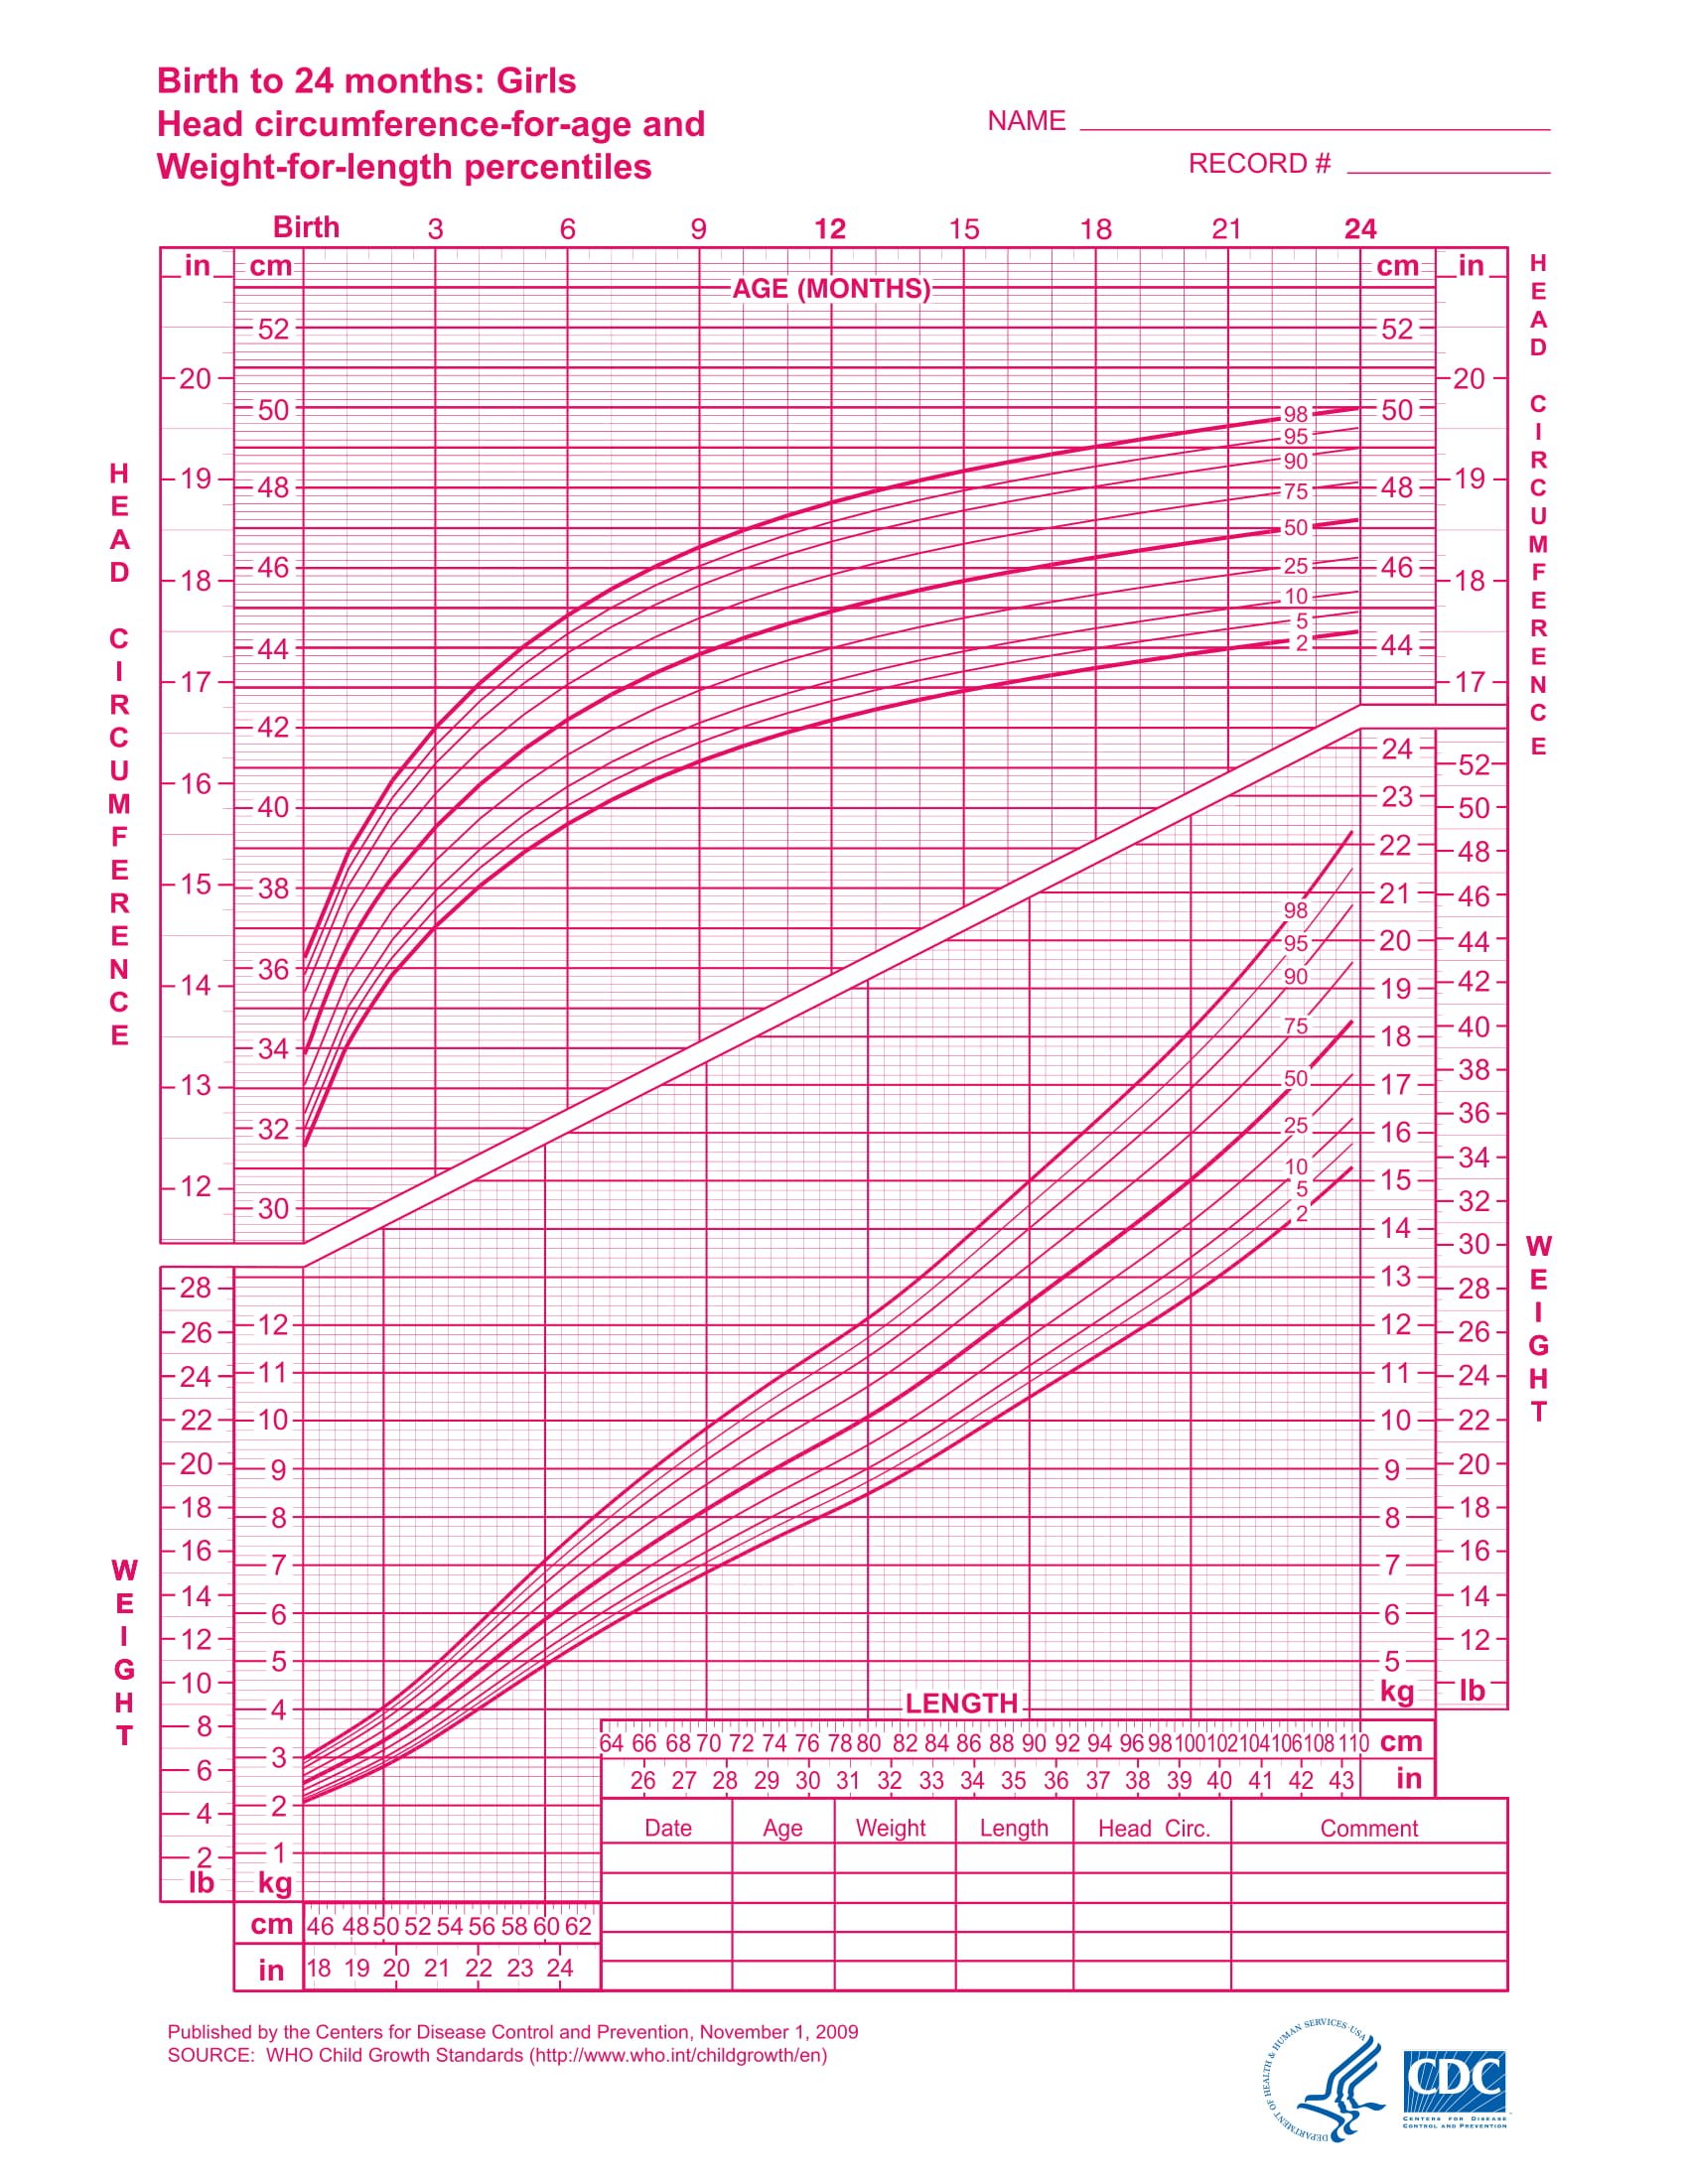 Birth to 24 months: Girls
Head circumference-for-age and
Weight-for-length percentiles
NAME
RECORD #
Birth 3 6 9 12 15 18 21 24
in cm AGE (MONTHS) cm in
HEAD CIRCUMFERENCE
HEAD CIRCUMFERENCE
52 52
20 20
50 98 50
95
90
19 48 75 48 19
50
18 46 25 46 18
10
5
44 2 44
17 17
42
16 40
15 38
14 36
34
13
32
12
30
24
52
23 50
22 48
21 46
98
95 20 44
90
19 42
75 18 40
50 17 38
25 16 36
10 34
5 15 32
2
14 30
WEIGHT
28 13 28
26 12 12 26
24 11 11 24
22 10 10 22
20 9 9 20
18 8 8 18
WEIGHT
16 7 7 16
14 6 6 14
12 12
5 5
10 kg lb
4 LENGTH
8
3 64 66 68 70 72 74 76 78 80 82 84 86 88 90 92 94 96 98 100 102 104 106 108 110 cm
6 26 27 28 29 30 31 32 33 34 35 36 37 38 39 40 41 42 43 in
2
4
Date Age Weight Length Head Circ. Comment
1
2
lb kg
cm 46 48 50 52 54 56 58 60 62
in 18 19 20 21 22 23 24
Published by the Centers for Disease Control and Prevention, November 1, 2009
SOURCE: WHO Child Growth Standards (http://www.who.int/childgrowth/en)
DEPARTMENT OF HEALTH & HUMAN SERVICES·USA
CDC
CENTERS FOR DISEASE
CONTROL AND PREVENTION